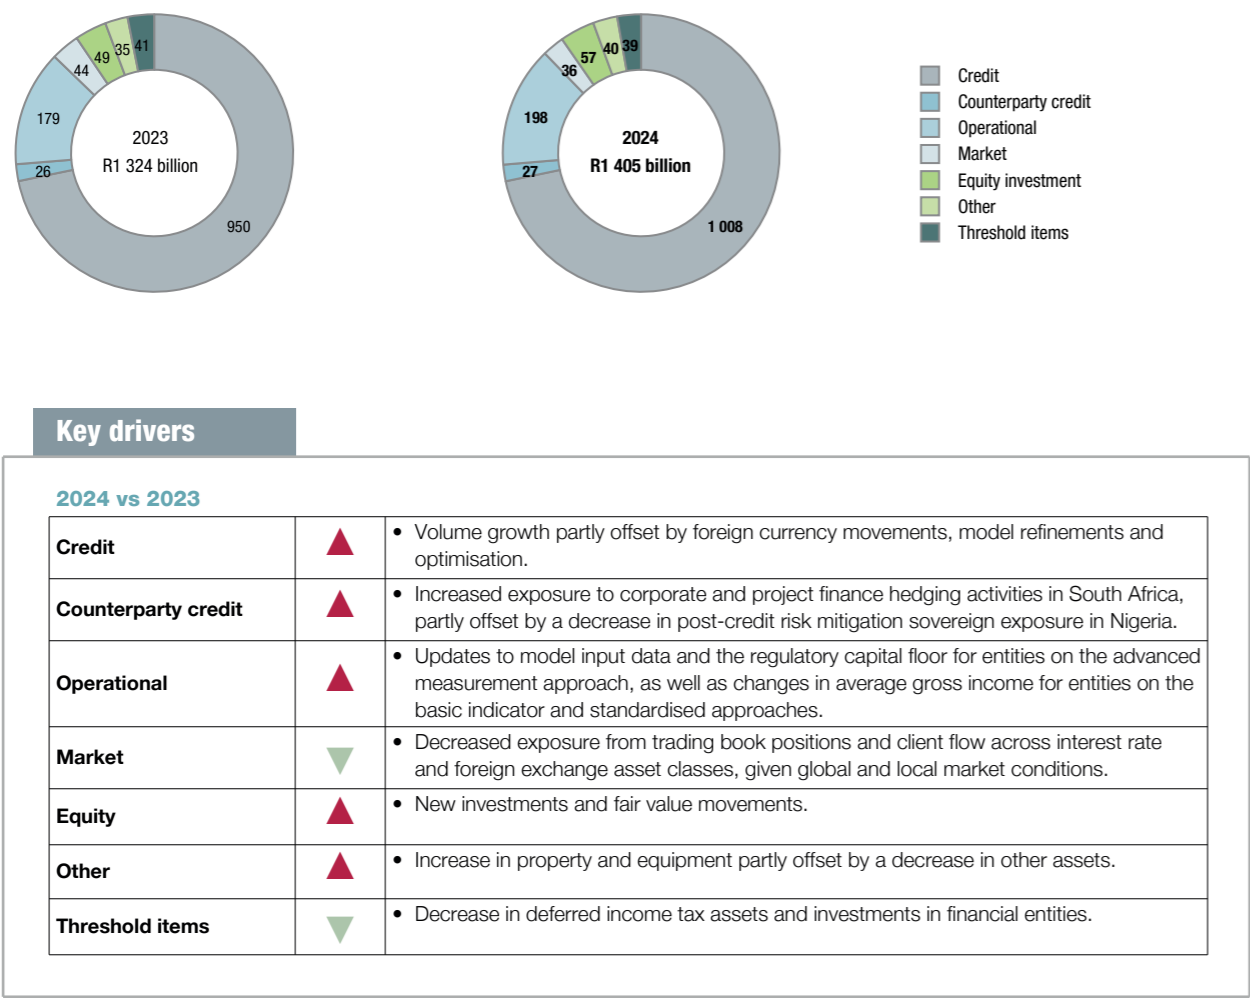 41
35
49
44
179
26
950
2023
R1 324 billion
39
40
57
36
198
27
1 008
2024
R1 405 billion
Credit
Counterparty credit
Operational
Market
Equity investment
Other
Threshold items
Key drivers
2024 vs 2023
Credit
• Volume growth partly offset by foreign currency movements, model refinements and
optimisation.
Counterparty credit
• Increased exposure to corporate and project finance hedging activities in South Africa,
partly offset by a decrease in post-credit risk mitigation sovereign exposure in Nigeria.
Operational
• Updates to model input data and the regulatory capital floor for entities on the advanced
measurement approach, as well as changes in average gross income for entities on the
basic indicator and standardised approaches.
Market
• Decreased exposure from trading book positions and client flow across interest rate
and foreign exchange asset classes, given global and local market conditions.
Equity
• New investments and fair value movements.
Other
• Increase in property and equipment partly offset by a decrease in other assets.
Threshold items
• Decrease in deferred income tax assets and investments in financial entities.